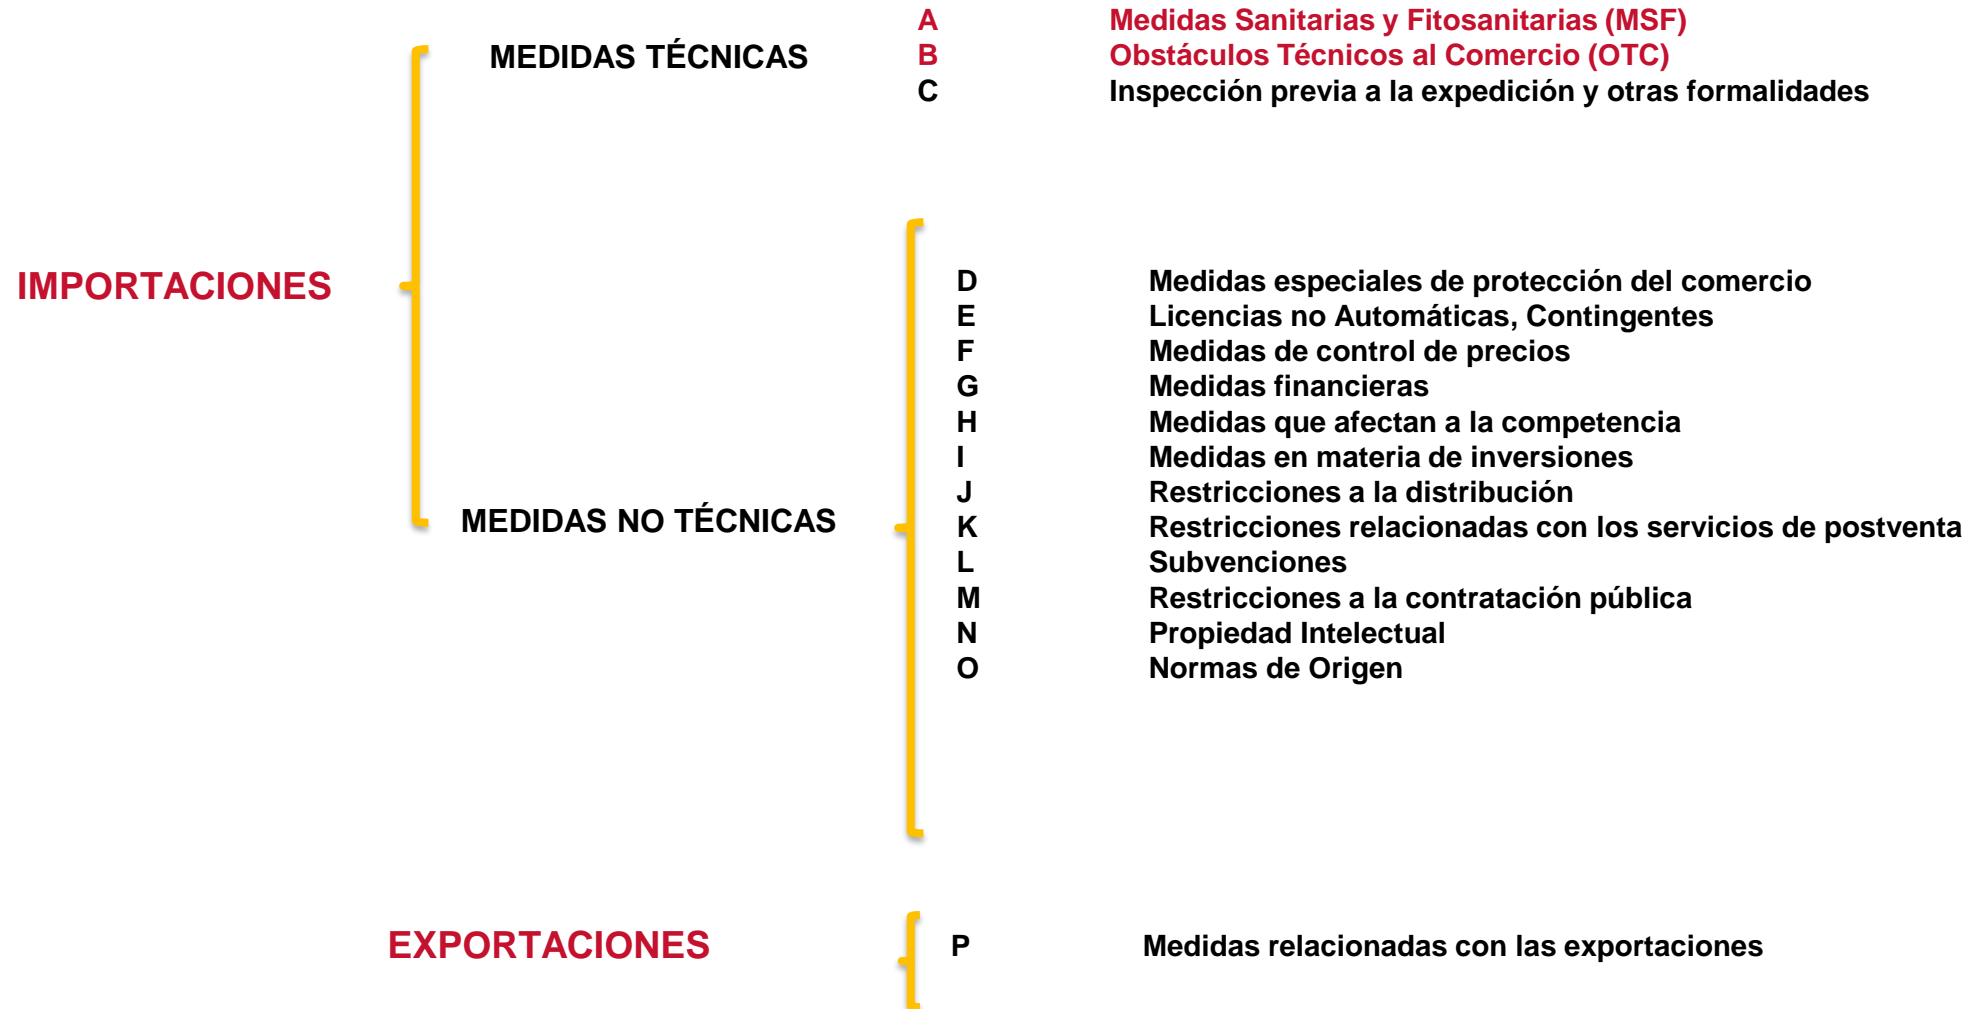 IMPORTACIONES
MEDIDAS TÉCNICAS
A Medidas Sanitarias y Fitosanitarias (MSF)
B Obstáculos Técnicos al Comercio (OTC)
C Inspección previa a la expedición y otras formalidades
MEDIDAS NO TÉCNICAS
D Medidas especiales de protección del comercio
E Licencias no Automáticas, Contingentes
F Medidas de control de precios
G Medidas financieras
H Medidas que afectan a la competencia
I Medidas en materia de inversiones
J Restricciones a la distribución
K Restricciones relacionadas con los servicios de postventa
L Subvenciones
M Restricciones a la contratación pública
N Propiedad Intelectual
O Normas de Origen
EXPORTACIONES
P Medidas relacionadas con las exportaciones